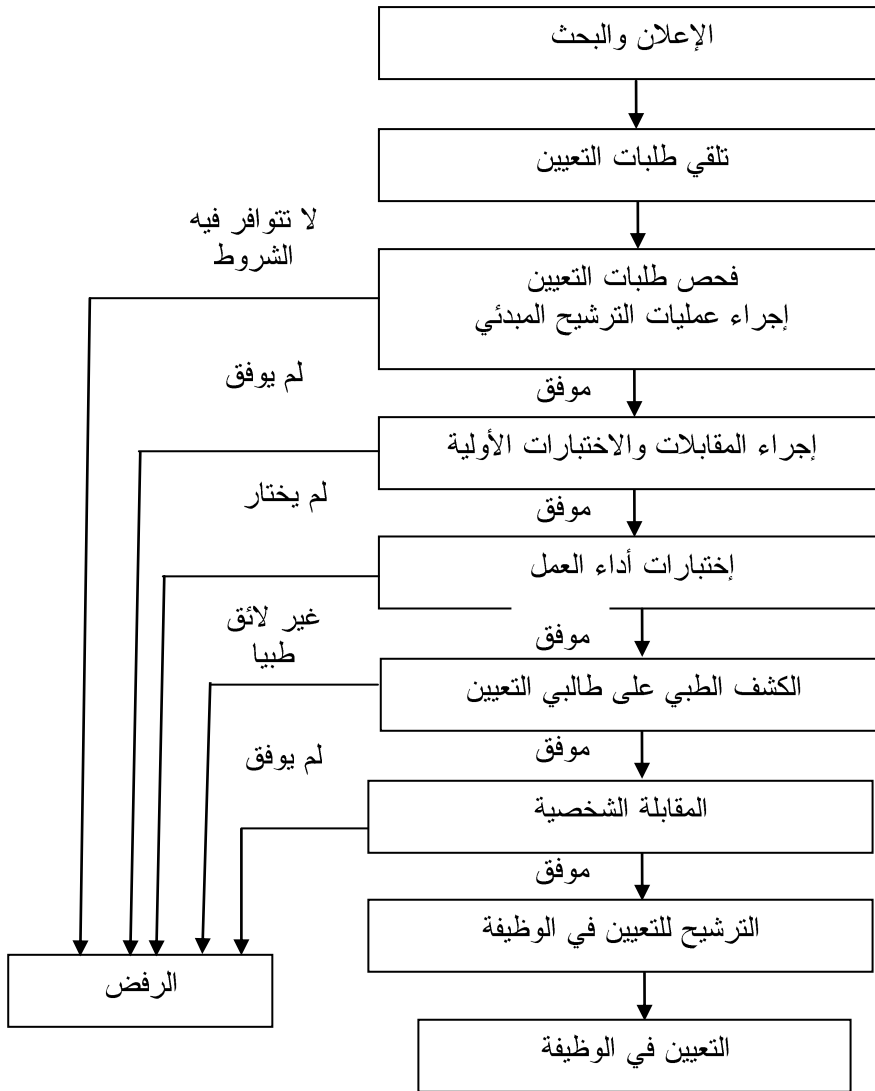 الإعلان والبحث
تلقي طلبات التعيين
لا تتوافر فيه
الشروط
فحص طلبات التعيين
إجراء عمليات الترشيح المبدئي
لم يوفق
موفق
إجراء المقابلات والاختبارات الأولية
لم يختار
موفق
إختبارات أداء العمل
غير لائق
طبيا
موفق
الكشف الطبي على طالبي التعيين
لم يوفق
موفق
المقابلة الشخصية
موفق
الترشيح للتعيين في الوظيفة
الرفض
التعيين في الوظيفة